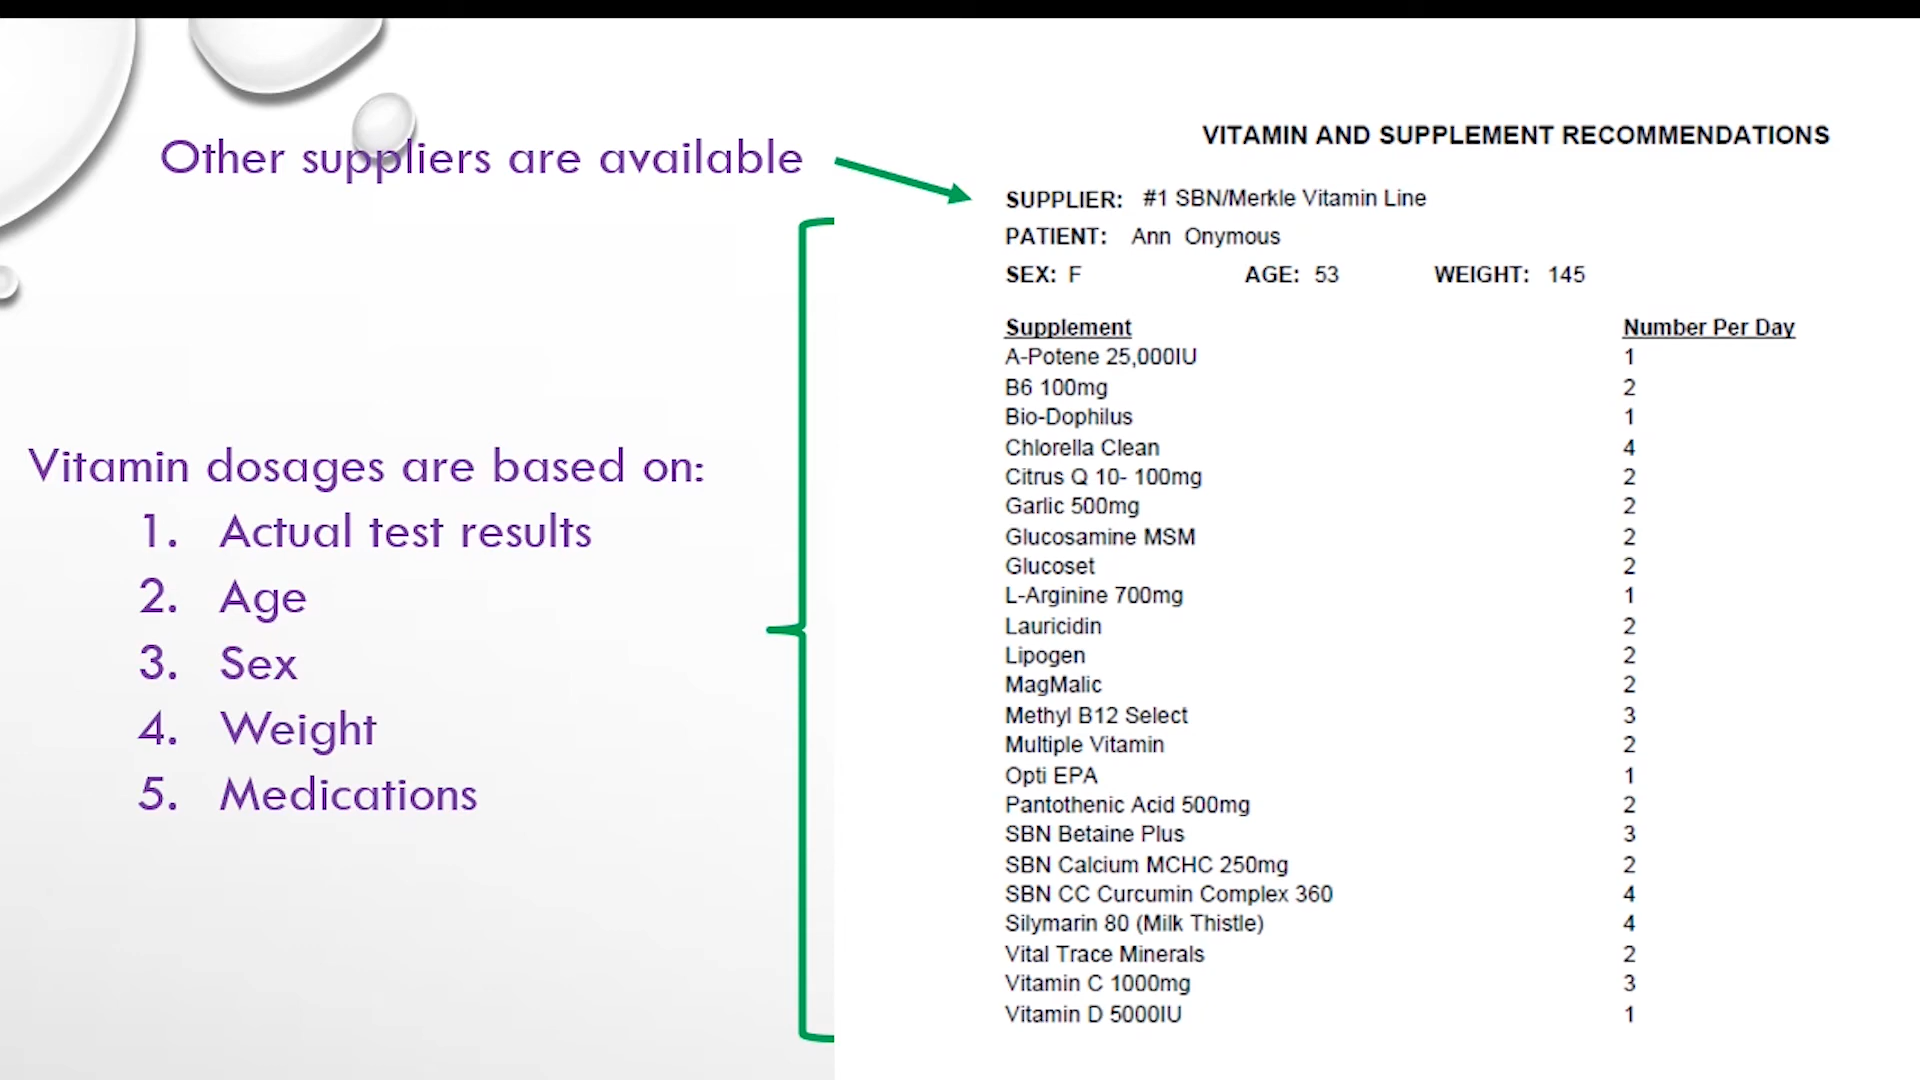 Other suppliers are available
Vitamin dosages are based on:
1. Actual test results
2. Age
3. Sex
4. Weight
5. Medications
VITAMIN AND SUPPLEMENT RECOMMENDATIONS
SUPPLIER: #1 SBN/Merkle Vitamin Line
PATIENT: Ann Onymous
SEX: F AGE: 53 WEIGHT: 145
Supplement Number Per Day
A-Potene 25,000IU 1
B6 100mg 2
Bio-Dophilus 1
Chlorella Clean 4
Citrus Q 10- 100mg 2
Garlic 500mg 2
Glucosamine MSM 2
Glucoset 2
L-Arginine 700mg 1
Lauricidin 2
Lipogen 2
MagMalic 2
Methyl B12 Select 3
Multiple Vitamin 2
Opti EPA 1
Pantothenic Acid 500mg 2
SBN Betaine Plus 3
SBN Calcium MCHC 250mg 2
SBN CC Curcumin Complex 360 4
Silymarin 80 (Milk Thistle) 4
Vital Trace Minerals 2
Vitamin C 1000mg 3
Vitamin D 5000IU 1